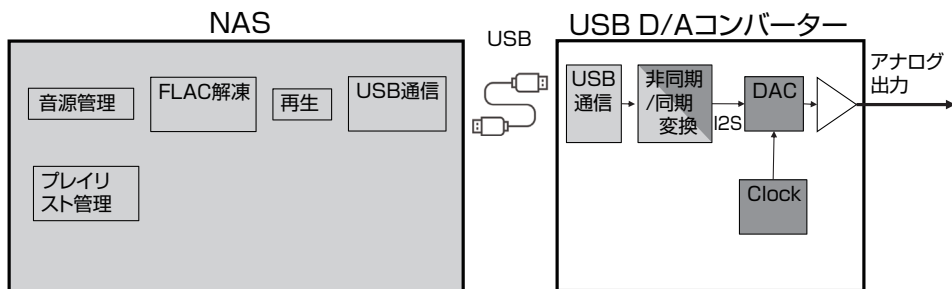 NAS
音源管理
FLAC解凍
再生
USB通信
プレイリ
スト管理
USB
USB D/Aコンバーター
USB
通信
非同期
/同期
変換
I2S
DAC
Clock
アナログ
出力